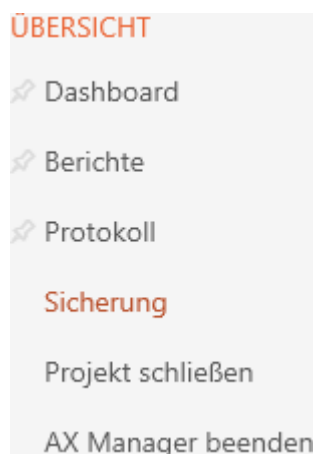 ÜBERSICHT
Dashboard
Berichte
Protokoll
Sicherung
Projekt schließen
AX Manager beenden